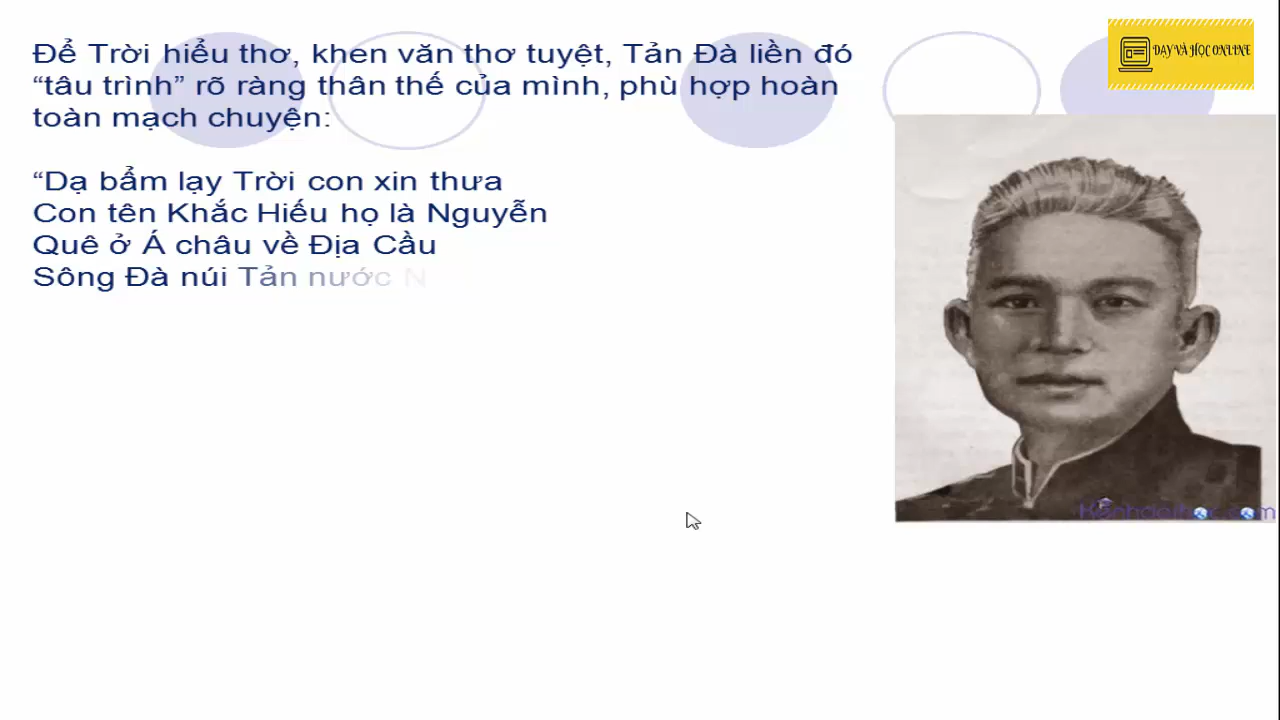 Để Trời hiểu thơ, khen văn thơ tuyệt, Tản Đà liền đó
“tâu trình” rõ ràng thân thế của mình, phù hợp hoàn
toàn mạch chuyện:
“Dạ bẩm lạy Trời con xin thưa
Con tên Khắc Hiếu họ là Nguyễn
Quê ở Á châu về Địa Cầu
Sông Đà núi Tản nước N
DẠY VÀ HỌC ONLINE